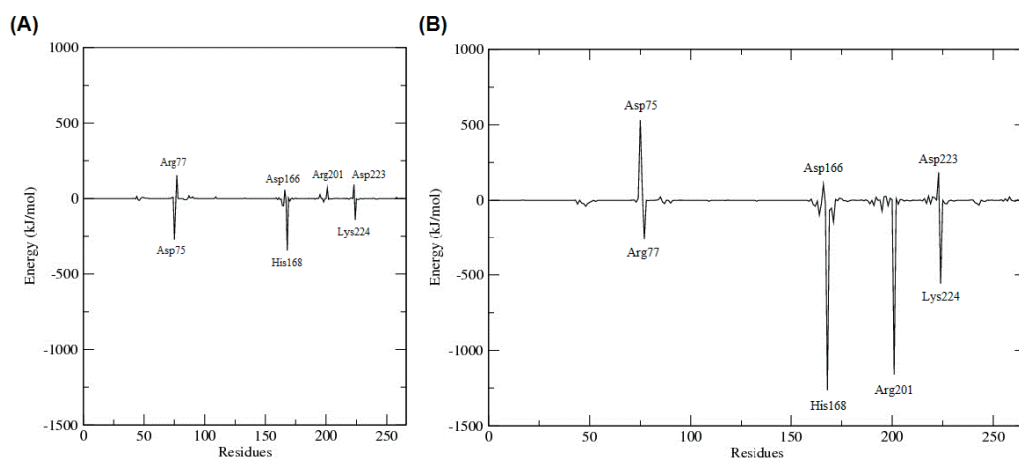 (A)
1000
500
0
-500
-1000
-1500
Energy (kJ/mol)
Arg77
Asp75
Asp166
His168
Arg201
Asp223
Lys224
0
50
100
150
200
250
Residues
(B)
1000
500
0
-500
-1000
-1500
Energy (kJ/mol)
Asp75
Arg77
Asp166
His168
Arg201
Asp223
Lys224
0
50
100
150
200
250
Residues